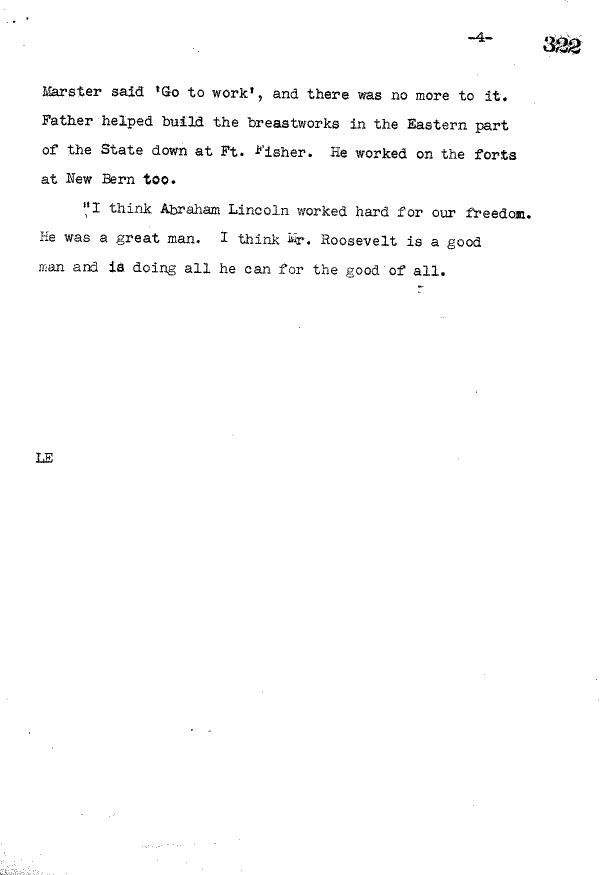 -4-
322
Marster said 'Go to work', and there was no more to it.
Father helped build the breastworks in the Eastern part
of the State down at Ft. Fisher. He worked on the forts
at New Bern too.
"I think Abraham Lincoln worked hard for our freedom.
He was a great man. I think Mr. Roosevelt is a good
man and is doing all he can for the good of all.
LE